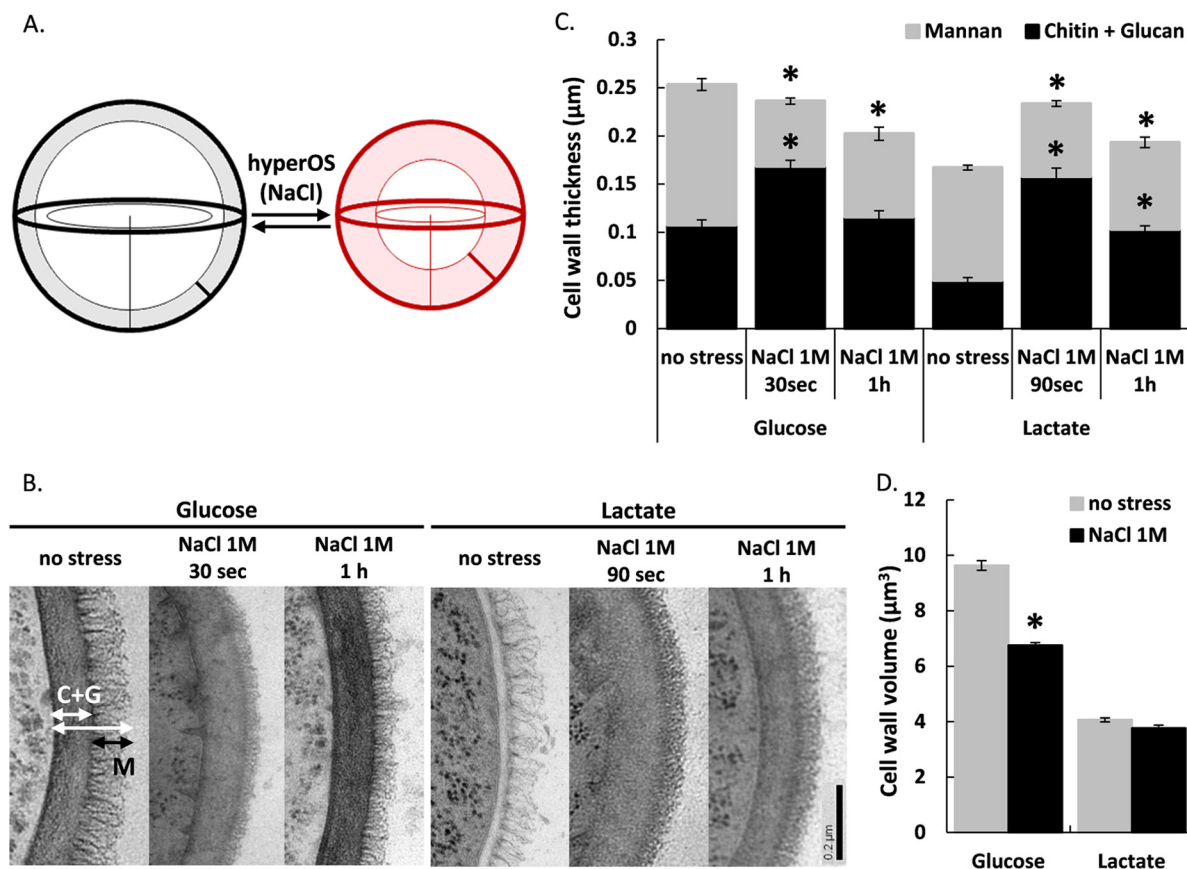 A.
hyperOS
(NaCl)
C.
Mannan Chitin + Glucan
Cell wall thickness (μm)
0.3
0.25
0.2
0.15
0.1
0.05
0
* * * * * * *
no stress NaCl 1M NaCl 1M no stress NaCl 1M NaCl 1M
30sec 1h 90sec 1h
Glucose Lactate
B.
Glucose Lactate
no stress NaCl 1M NaCl 1M no stress NaCl 1M NaCl 1M
30 sec 1 h 90 sec 1 h
C+G
M
0.2 μm
D.
no stress
NaCl 1M
Cell wall volume (μm³)
12
10
8
6
4
2
0
*
Glucose Lactate